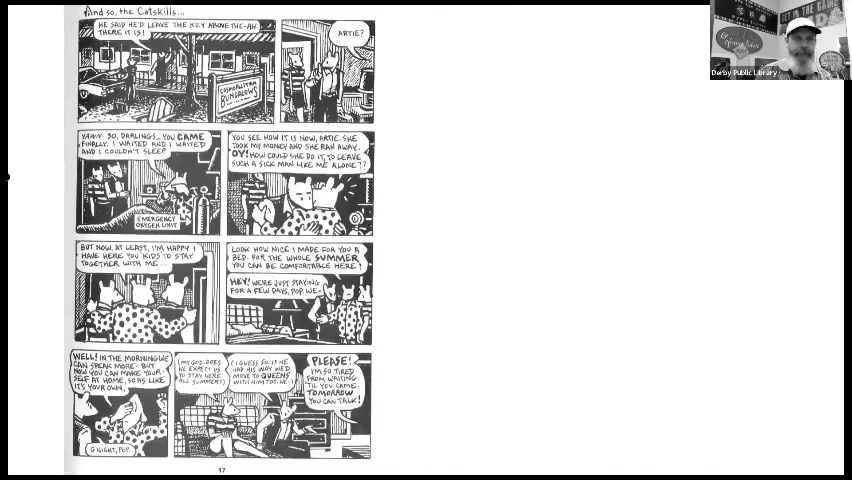 And so, the Catskills...
HE SAID HE'D LEAVE THE KEY ABOVE THE-AH
THERE IT IS!
COSMOPOLITAN
BUNGALOWS
ARTIE?
YAWN- SO, DARLINGS... YOU CAME
FINALLY. I WAITED AND I WAITED
AND I COULDN'T SLEEP.
EMERGENCY
OXYGEN UNIT
YOU SEE HOW IT IS NOW, ARTIE. SHE
TOOK MY MONEY AND SHE RAN AWAY.
OY! HOW COULD SHE DO IT, TO LEAVE
SUCH A SICK MAN LIKE ME ALONE??
BUT NOW, AT LEAST, I'M HAPPY I
HAVE HERE YOU KIDS TO STAY
TOGETHER WITH ME...
LOOK HOW NICE I MADE FOR YOU A
BED. FOR THE WHOLE SUMMER
YOU CAN BE COMFORTABLE HERE!
HEY! WE'RE JUST STAYING
FOR A FEW DAYS, POP. WE-
WELL! IN THE MORNING WE
CAN SPEAK MORE- BUT
NOW YOU CAN MAKE YOUR-
SELF AT HOME, SO AS LIKE
IT'S YOUR OWN.
G'NIGHT, POP.
(MY GOD. DOES
HE EXPECT US
TO STAY HERE
ALL SUMMER?)
(I GUESS SO. IF HE
HAD HIS WAY WE'D
MOVE TO QUEENS
WITH HIM TOO. HE-)
PLEASE!
I'M SO TIRED
FROM WAITING
'TIL YOU CAME.
TOMORROW
YOU CAN TALK!
17
Derby Public Library